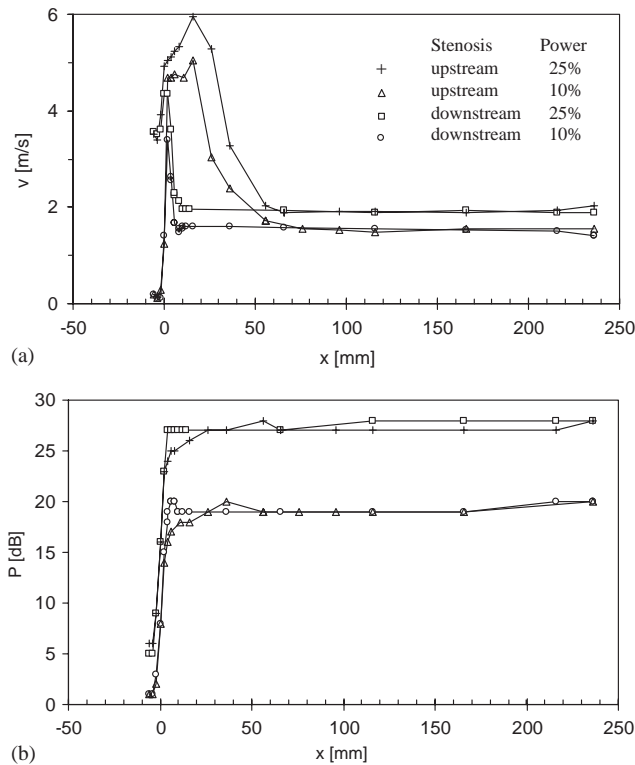 6
Stenosis Power
upstream 25%
upstream 10%
downstream 25%
downstream 10%
4
v [m/s]
2
0
-50 0 50 100 150 200 250
(a)
x [mm]
30
25
20
P [dB]
15
10
5
0
-50 0 50 100 150 200 250
(b)
x [mm]